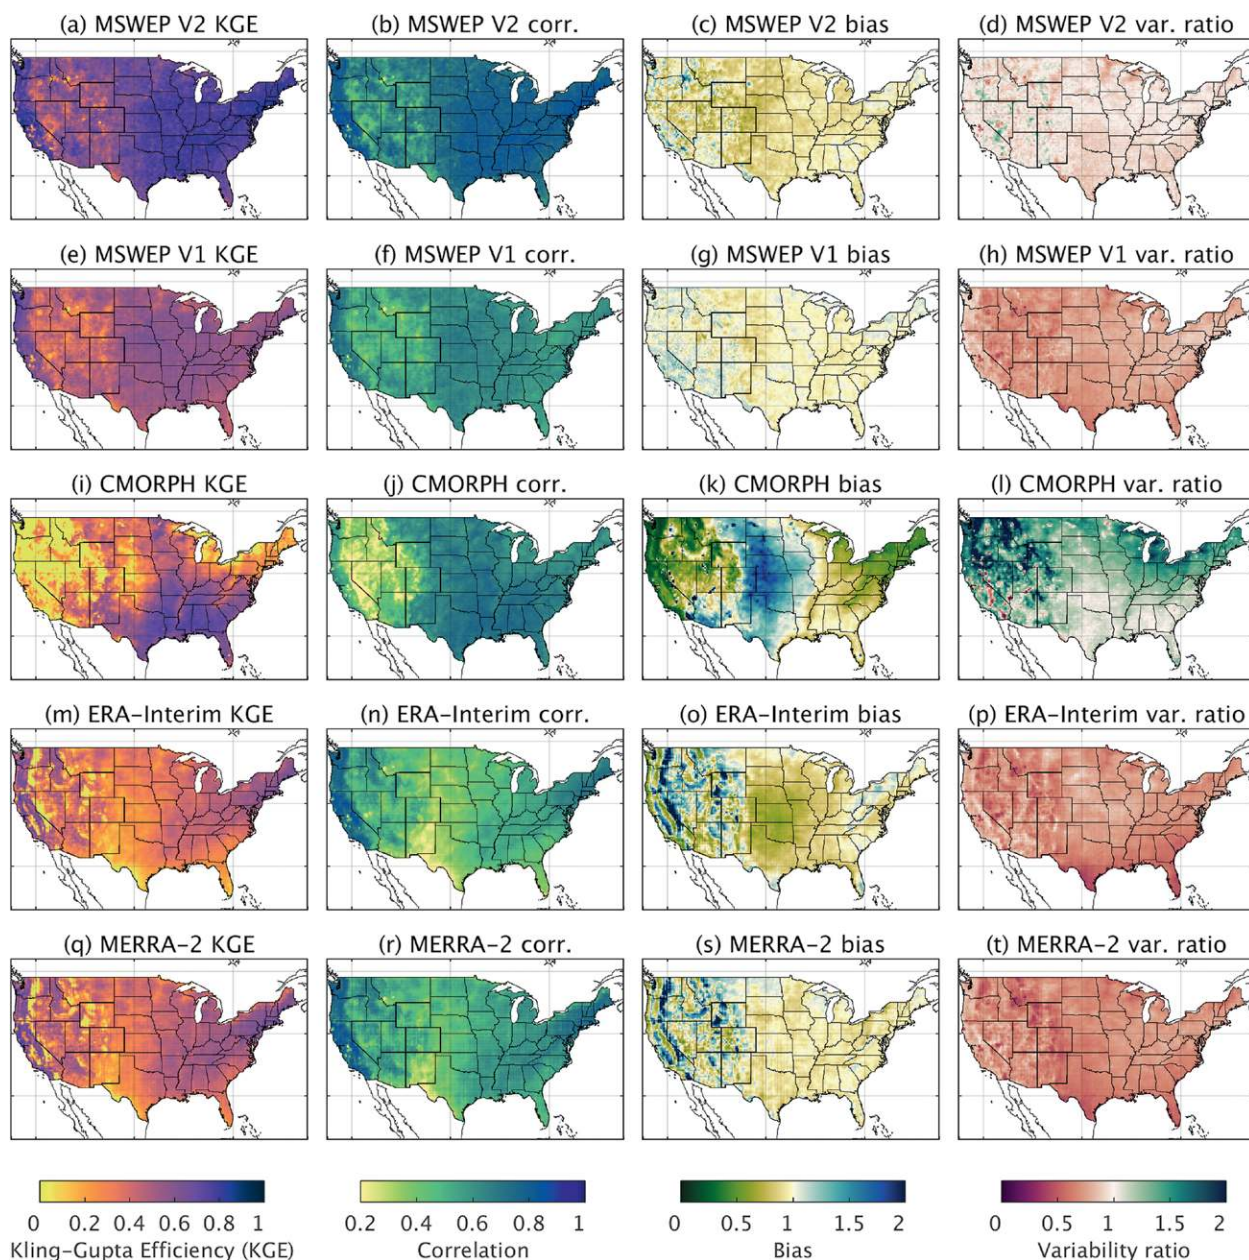 (a) MSWEP V2 KGE
(b) MSWEP V2 corr.
(c) MSWEP V2 bias
(d) MSWEP V2 var. ratio
(e) MSWEP V1 KGE
(f) MSWEP V1 corr.
(g) MSWEP V1 bias
(h) MSWEP V1 var. ratio
(i) CMORPH KGE
(j) CMORPH corr.
(k) CMORPH bias
(l) CMORPH var. ratio
(m) ERA-Interim KGE
(n) ERA-Interim corr.
(o) ERA-Interim bias
(p) ERA-Interim var. ratio
(q) MERRA-2 KGE
(r) MERRA-2 corr.
(s) MERRA-2 bias
(t) MERRA-2 var. ratio
0 0.2 0.4 0.6 0.8 1
Kling-Gupta Efficiency (KGE)
0.2 0.4 0.6 0.8 1
Correlation
0 0.5 1 1.5 2
Bias
0 0.5 1 1.5 2
Variability ratio